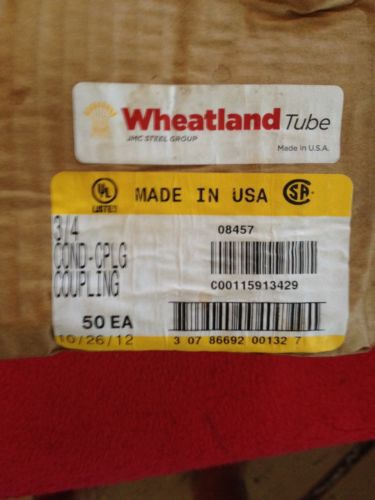 Wheatland Tube
JMC STEEL GROUP
Made in U.S.A.
UL
LISTED
MADE IN USA
SA
3/4
COND-CPLG
COUPLING
08457
C00115913429
50 EA
10/26/12
3 07 86692 00132 7